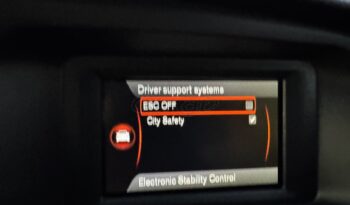 Driver support systems
ESC OFF
City Safety
Electronic Stability Control